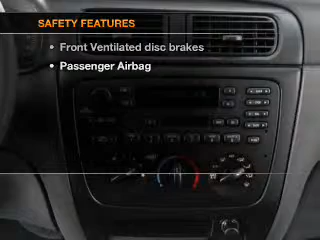 SAFETY FEATURES
• Front Ventilated disc brakes
• Passenger Airbag